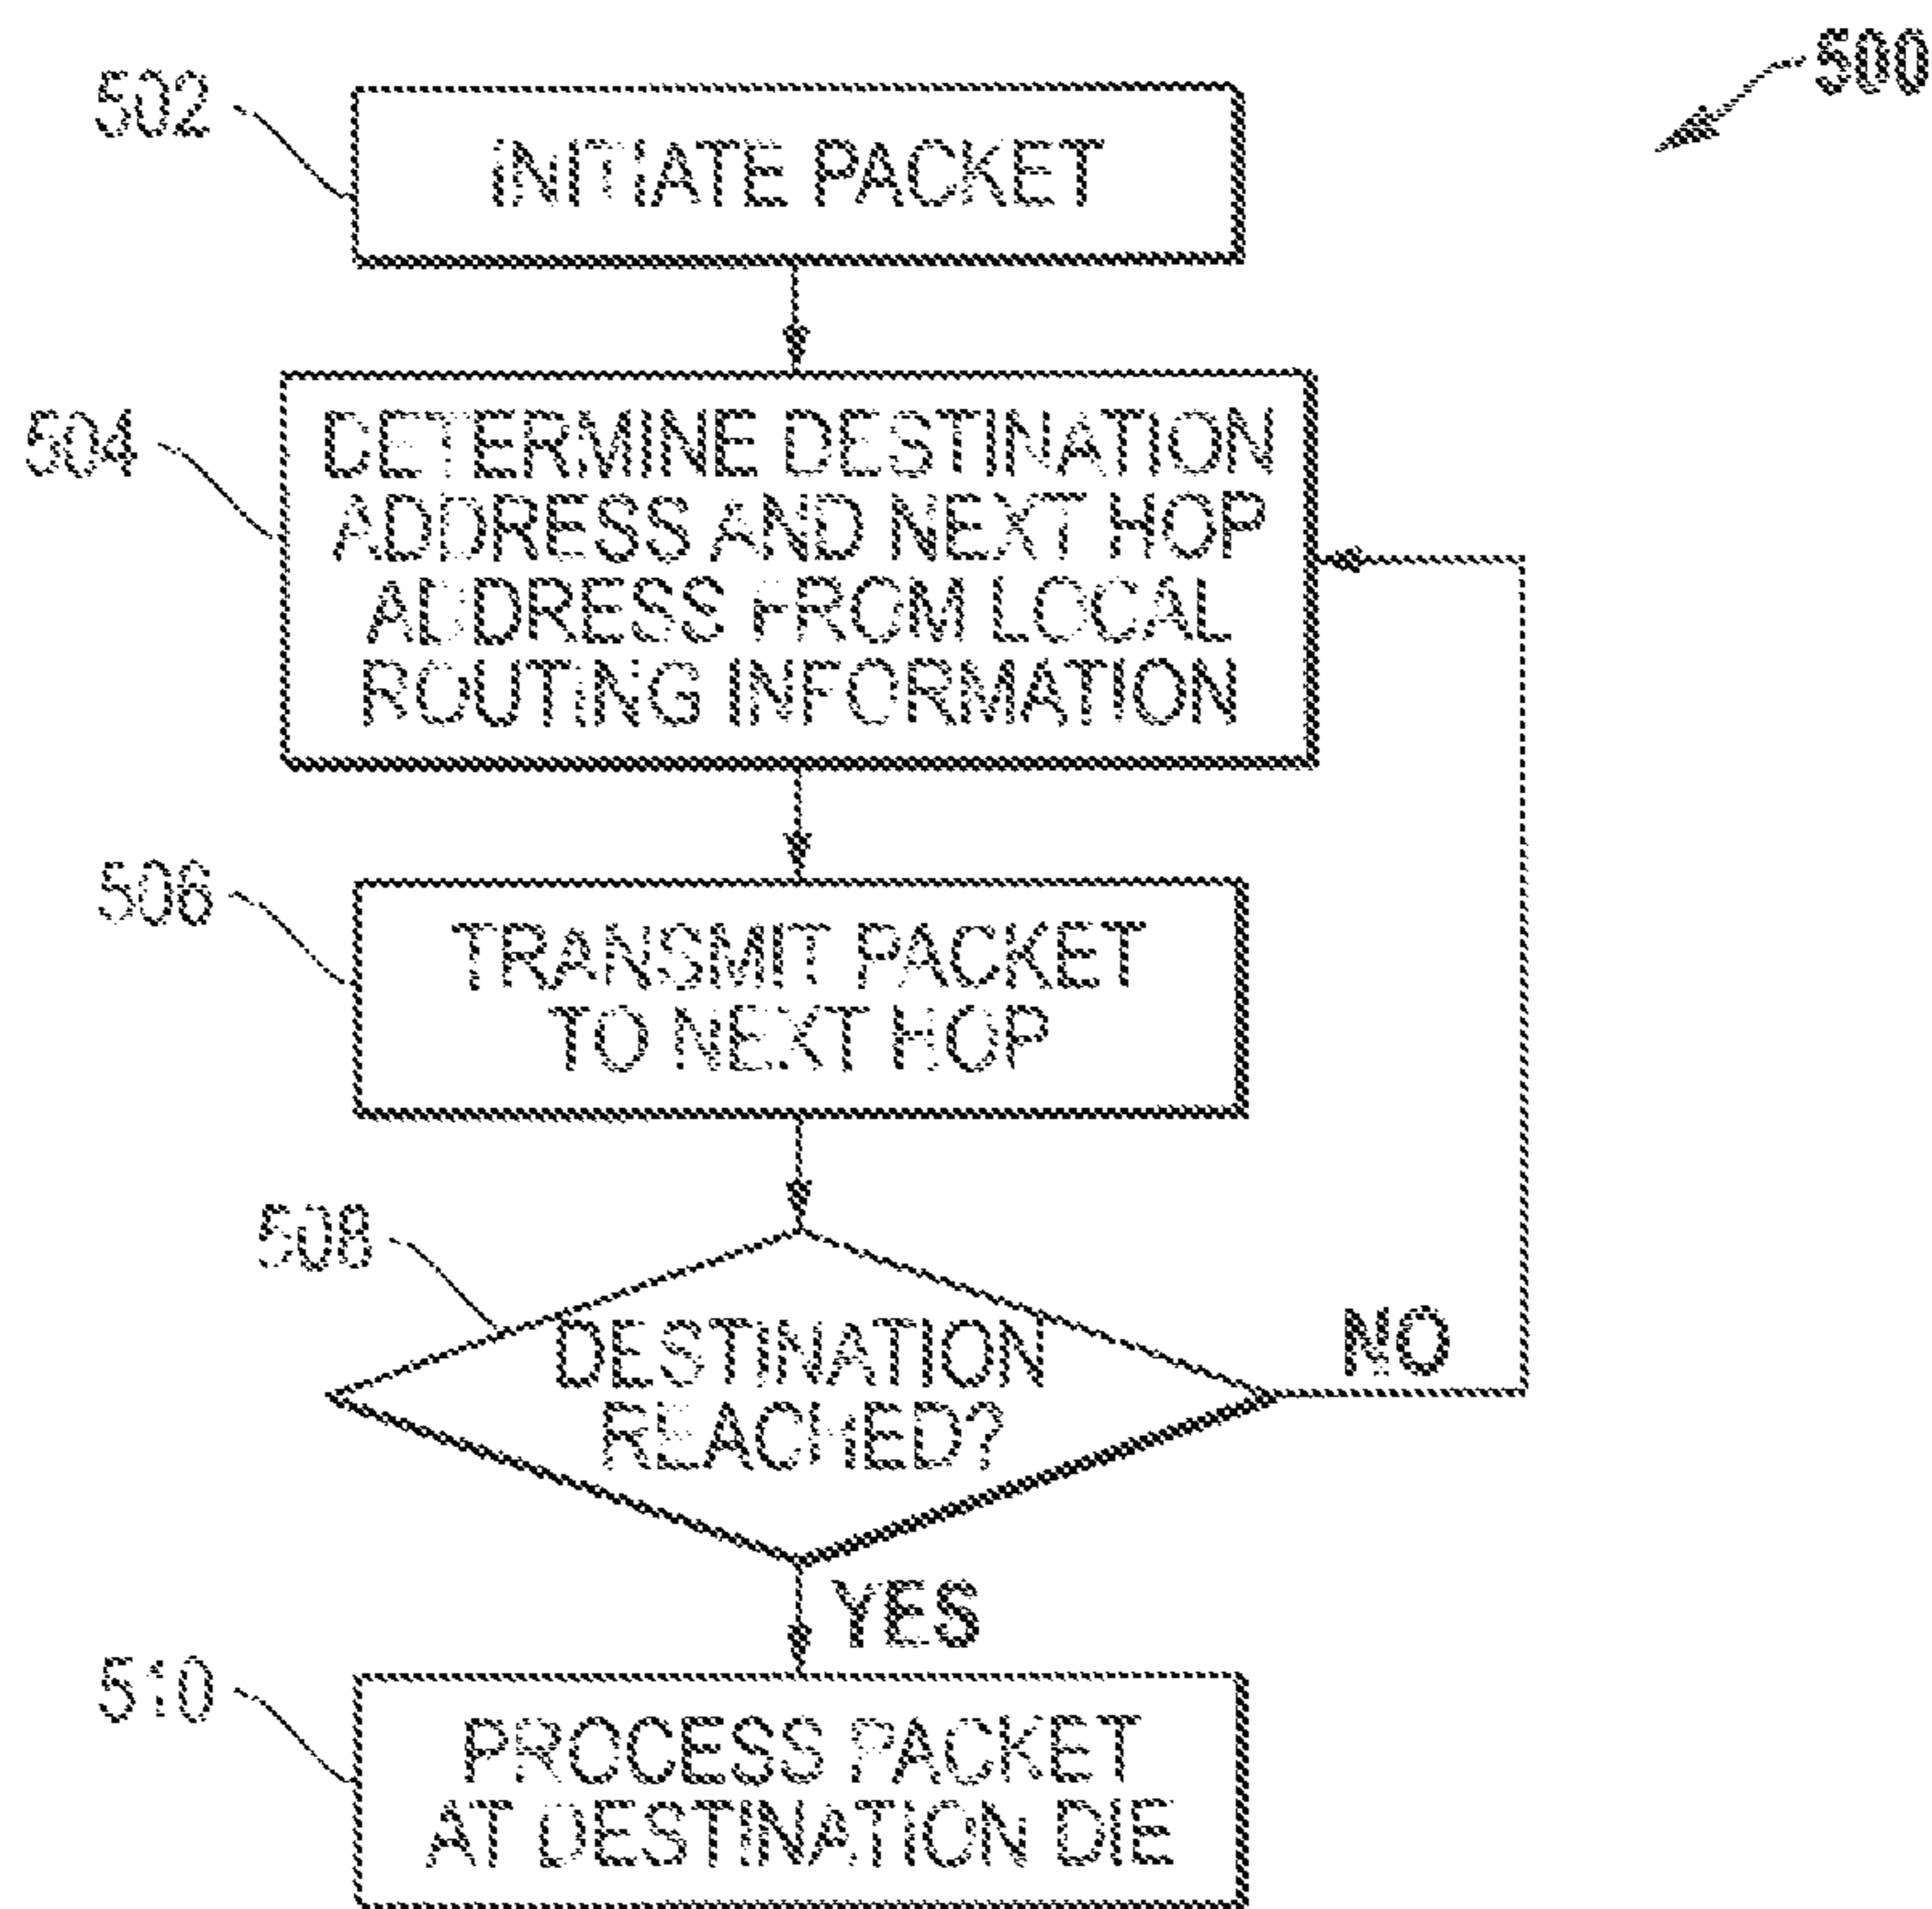 500
502
INITIATE PACKET
504
DETERMINE DESTINATION
ADDRESS AND NEXT HOP
ADDRESS FROM LOCAL
ROUTING INFORMATION
506
TRANSMIT PACKET
TO NEXT HOP
508
DESTINATION
REACHED?
NO
YES
510
PROCESS PACKET
AT DESTINATION DIE